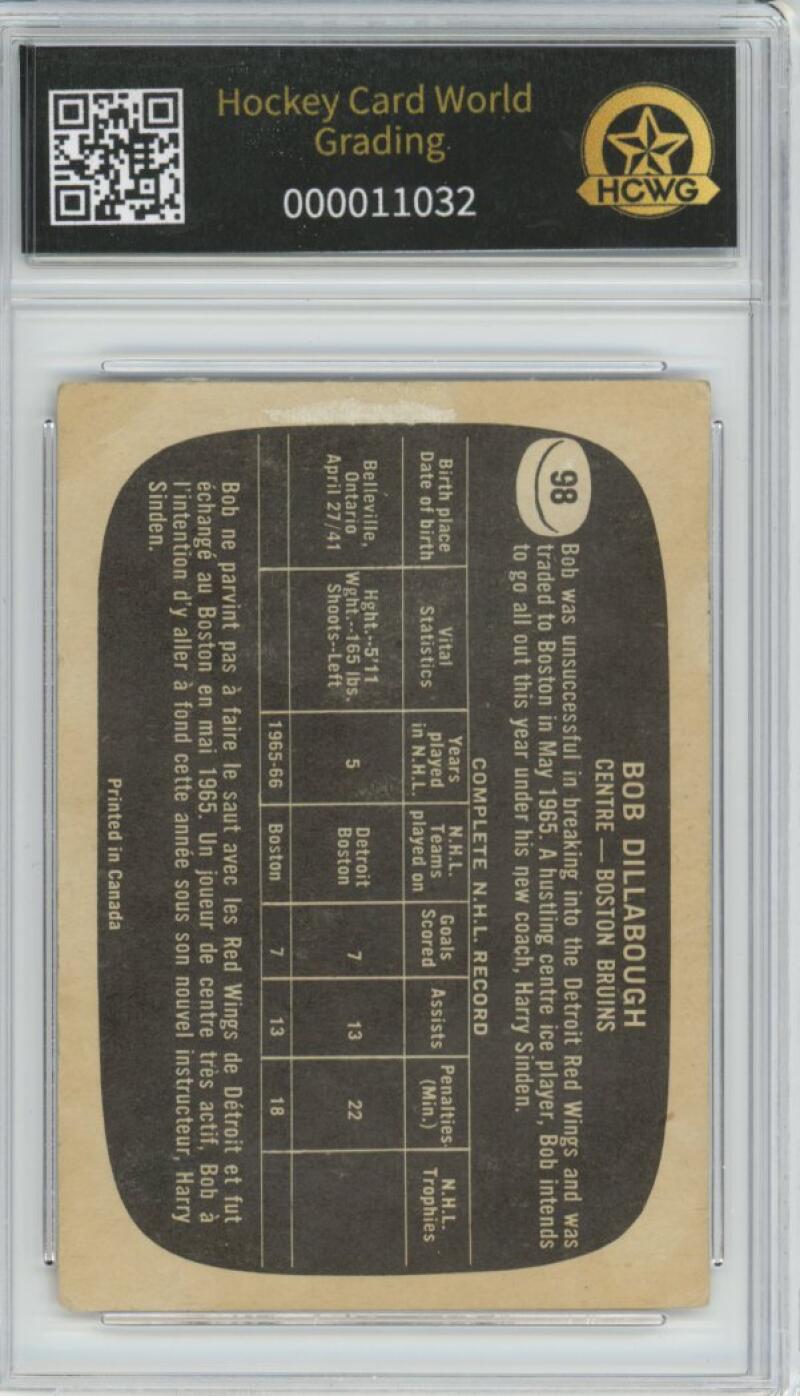 Hockey Card World
Grading
000011032
HCWG
BOB DILLABOUGH
CENTRE — BOSTON BRUINS
98
Bob was unsuccessful in breaking into the Detroit Red Wings and was
traded to Boston in May 1965. A hustling centre ice player, Bob intends
to go all out this year under his new coach, Harry Sinden.
COMPLETE N.H.L. RECORD
Birth place
Date of birth
Vital
Statistics
Years
played
in N.H.L.
N.H.L.
Teams
played on
Goals
Scored
Assists
Penalties
(Min.)
N.H.L.
Trophies
Belleville,
Ontario
April 27/41
Hght.--5'11
Wght.--165 lbs.
Shoots--Left
5
Detroit
Boston
7
13
22
1965-66
Boston
7
13
18
Bob ne parvint pas à faire le saut avec les Red Wings de Détroit et fut
échangé au Boston en mai 1965. Un joueur de centre très actif, Bob à
l'intention d'y aller à fond cette année sous son nouvel instructeur, Harry
Sinden.
Printed in Canada